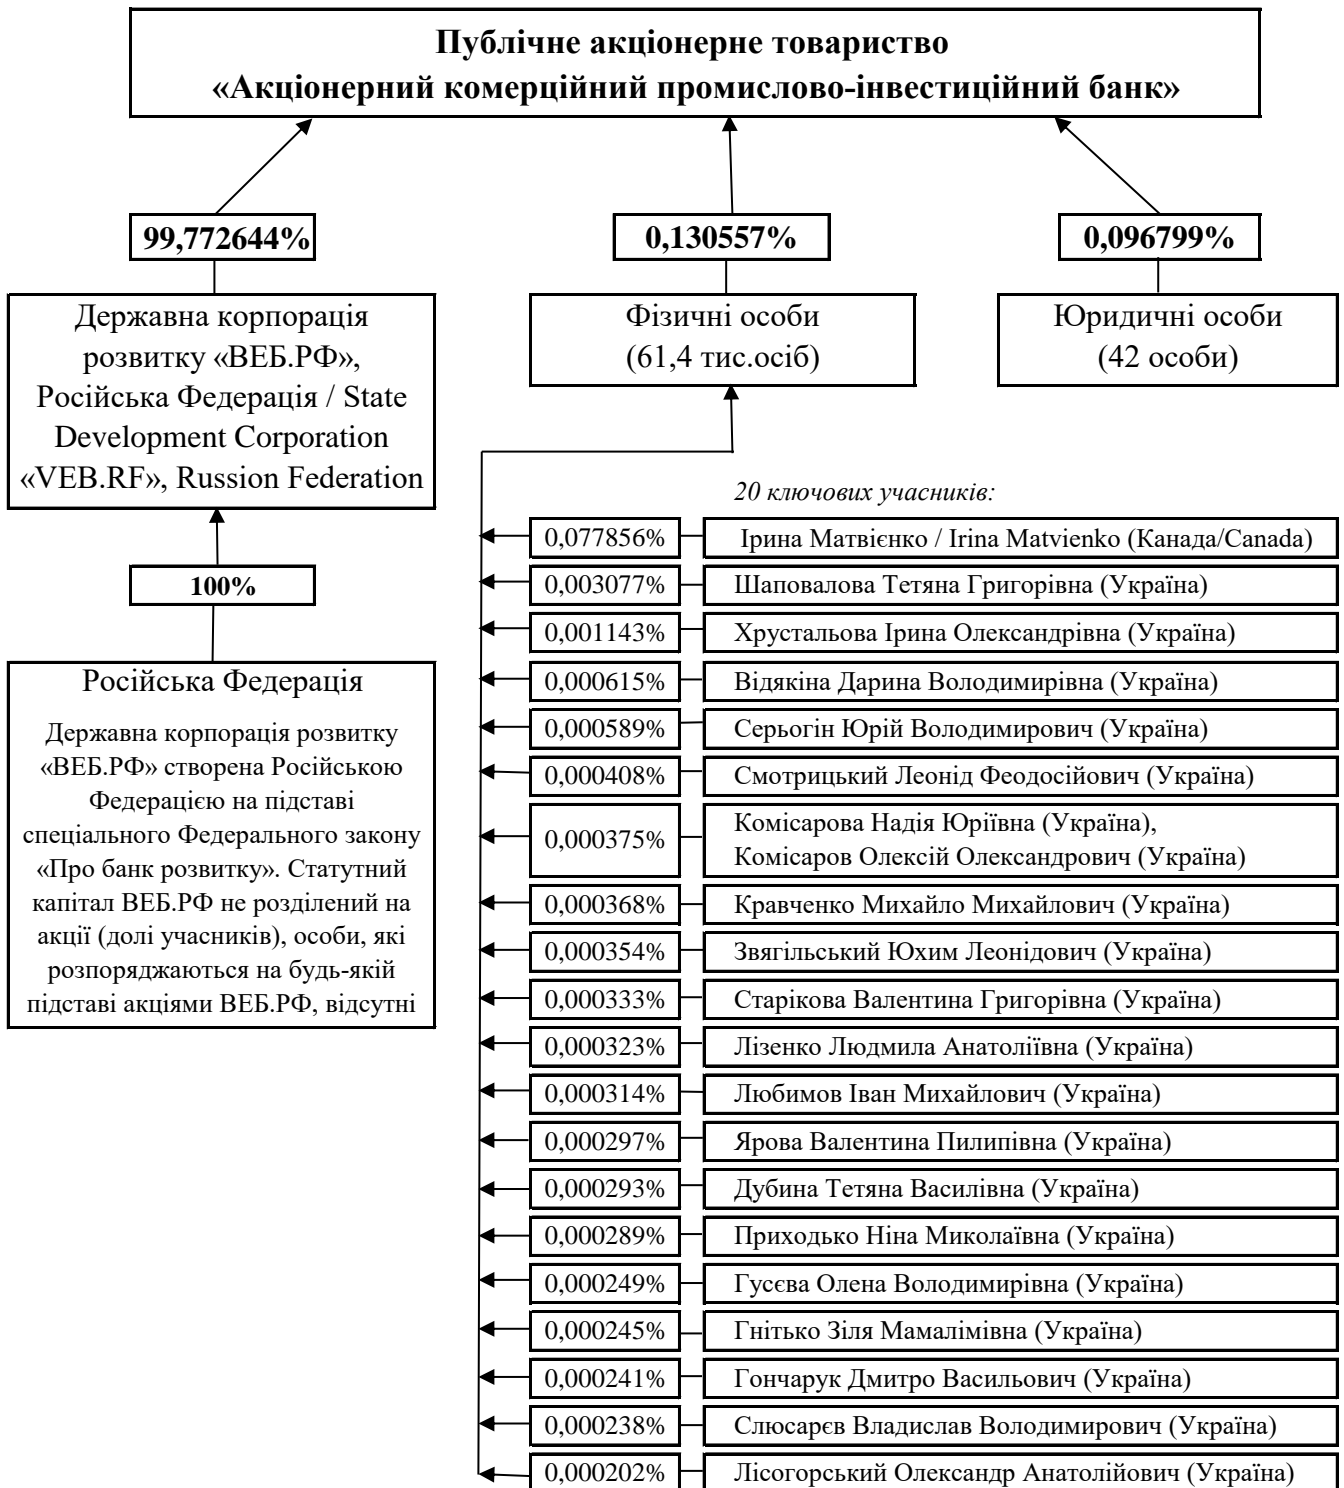 Публічне акціонерне товариство
«Акціонерний комерційний промислово-інвестиційний банк»
99,772644%
0,130557%
0,096799%
Державна корпорація
розвитку «ВЕБ.РФ»,
Російська Федерація / State
Development Corporation
«VEB.RF», Russion Federation
Фізичні особи
(61,4 тис.осіб)
Юридичні особи
(42 особи)
100%
Російська Федерація
Державна корпорація розвитку
«ВЕБ.РФ» створена Російською
Федерацією на підставі
спеціального Федерального закону
«Про банк розвитку». Статутний
капітал ВЕБ.РФ не розділений на
акції (долі учасників), особи, які
розпоряджаються на будь-якій
підставі акціями ВЕБ.РФ, відсутні
20 ключових учасників:
0,077856% Ірина Матвієнко / Irina Matvienko (Канада/Canada)
0,003077% Шаповалова Тетяна Григорівна (Україна)
0,001143% Хрустальова Ірина Олександрівна (Україна)
0,000615% Відякіна Дарина Володимирівна (Україна)
0,000589% Серьогін Юрій Володимирович (Україна)
0,000408% Смотрицький Леонід Феодосійович (Україна)
0,000375% Комісарова Надія Юріївна (Україна),
Комісаров Олексій Олександрович (Україна)
0,000368% Кравченко Михайло Михайлович (Україна)
0,000354% Звягільський Юхим Леонідович (Україна)
0,000333% Старікова Валентина Григорівна (Україна)
0,000323% Лізенко Людмила Анатоліївна (Україна)
0,000314% Любимов Іван Михайлович (Україна)
0,000297% Ярова Валентина Пилипівна (Україна)
0,000293% Дубина Тетяна Василівна (Україна)
0,000289% Приходько Ніна Миколаївна (Україна)
0,000249% Гусєва Олена Володимирівна (Україна)
0,000245% Гнітько Зіля Мамалімівна (Україна)
0,000241% Гончарук Дмитро Васильович (Україна)
0,000238% Слюсарєв Владислав Володимирович (Україна)
0,000202% Лісогорський Олександр Анатолійович (Україна)